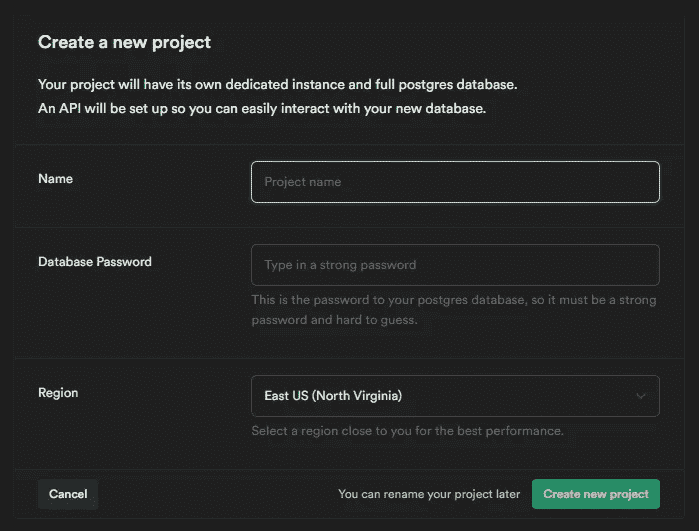 Create a new project
Your project will have its own dedicated instance and full postgres database.
An API will be set up so you can easily interact with your new database.
Name
Project name
Database Password
Type in a strong password
This is the password to your postgres database, so it must be a strong
password and hard to guess.
Region
East US (North Virginia)
Select a region close to you for the best performance.
Cancel
You can rename your project later
Create new project